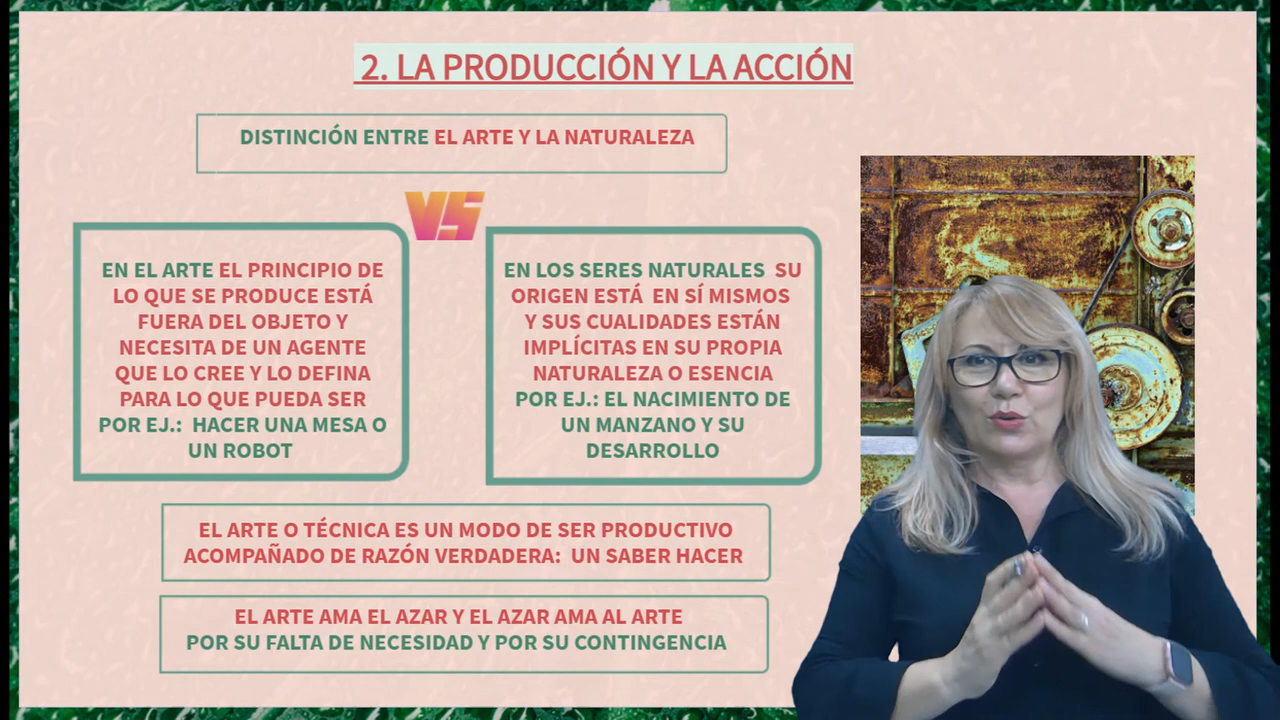 2. LA PRODUCCIÓN Y LA ACCIÓN
DISTINCIÓN ENTRE EL ARTE Y LA NATURALEZA
VS
EN EL ARTE EL PRINCIPIO DE
LO QUE SE PRODUCE ESTÁ
FUERA DEL OBJETO Y
NECESITA DE UN AGENTE
QUE LO CREE Y LO DEFINA
PARA LO QUE PUEDA SER
POR EJ.: HACER UNA MESA O
UN ROBOT
EN LOS SERES NATURALES SU
ORIGEN ESTÁ EN SÍ MISMOS
Y SUS CUALIDADES ESTÁN
IMPLÍCITAS EN SU PROPIA
NATURALEZA O ESENCIA
POR EJ.: EL NACIMIENTO DE
UN MANZANO Y SU
DESARROLLO
EL ARTE O TÉCNICA ES UN MODO DE SER PRODUCTIVO
ACOMPAÑADO DE RAZÓN VERDADERA: UN SABER HACER
EL ARTE AMA EL AZAR Y EL AZAR AMA AL ARTE
POR SU FALTA DE NECESIDAD Y POR SU CONTINGENCIA